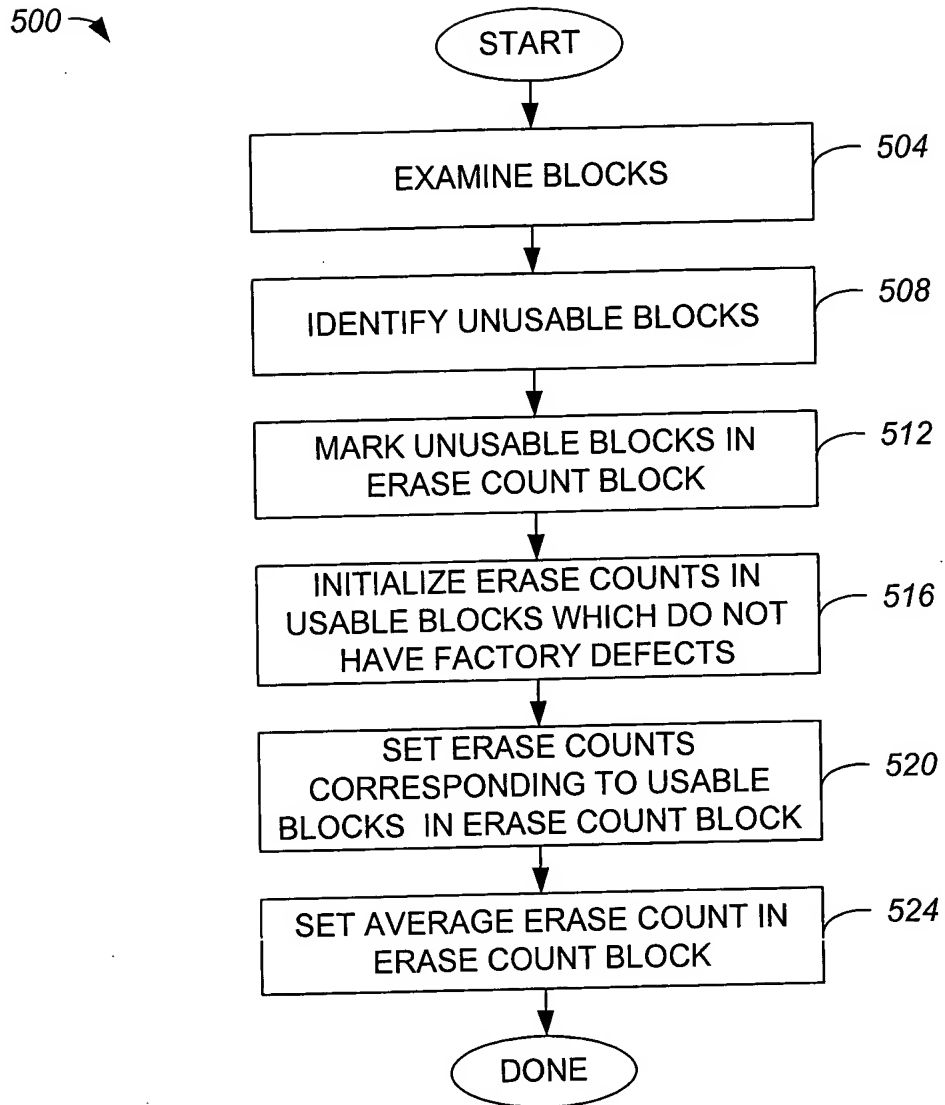 500
START
EXAMINE BLOCKS
504
IDENTIFY UNUSABLE BLOCKS
508
MARK UNUSABLE BLOCKS IN
ERASE COUNT BLOCK
512
INITIALIZE ERASE COUNTS IN
USABLE BLOCKS WHICH DO NOT
HAVE FACTORY DEFECTS
516
SET ERASE COUNTS
CORRESPONDING TO USABLE
BLOCKS IN ERASE COUNT BLOCK
520
SET AVERAGE ERASE COUNT IN
ERASE COUNT BLOCK
524
DONE